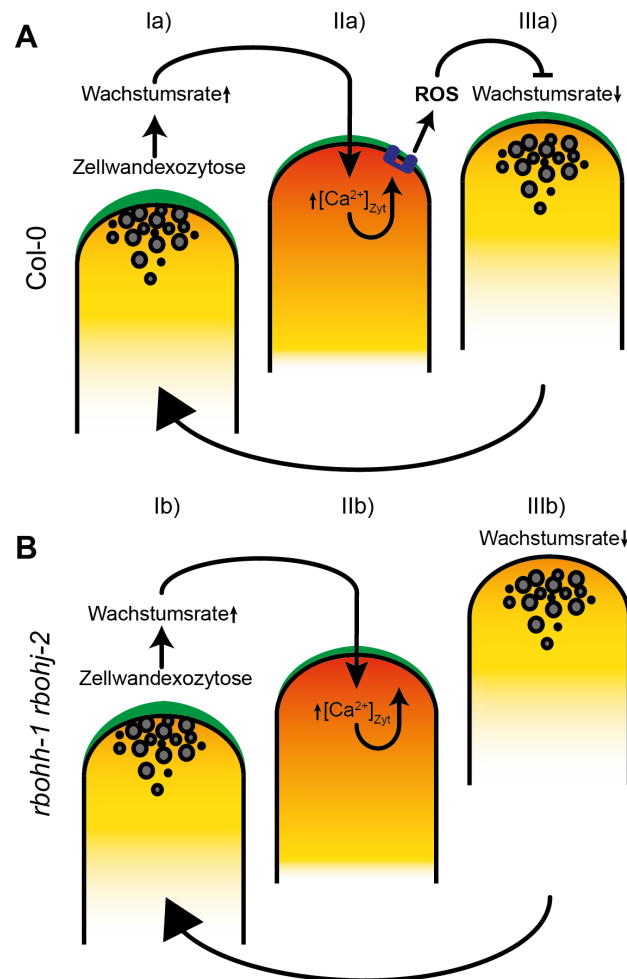 A
Ia)
IIa)
IIIa)
Wachstumsrate↑
ROS
Wachstumsrate↓
Zellwandexozytose
↑[Ca²⁺]Zyt
Col-0
B
Ib)
IIb)
IIIb)
Wachstumsrate↓
Wachstumsrate↑
Zellwandexozytose
↑[Ca²⁺]Zyt
rbohh-1 rbohj-2